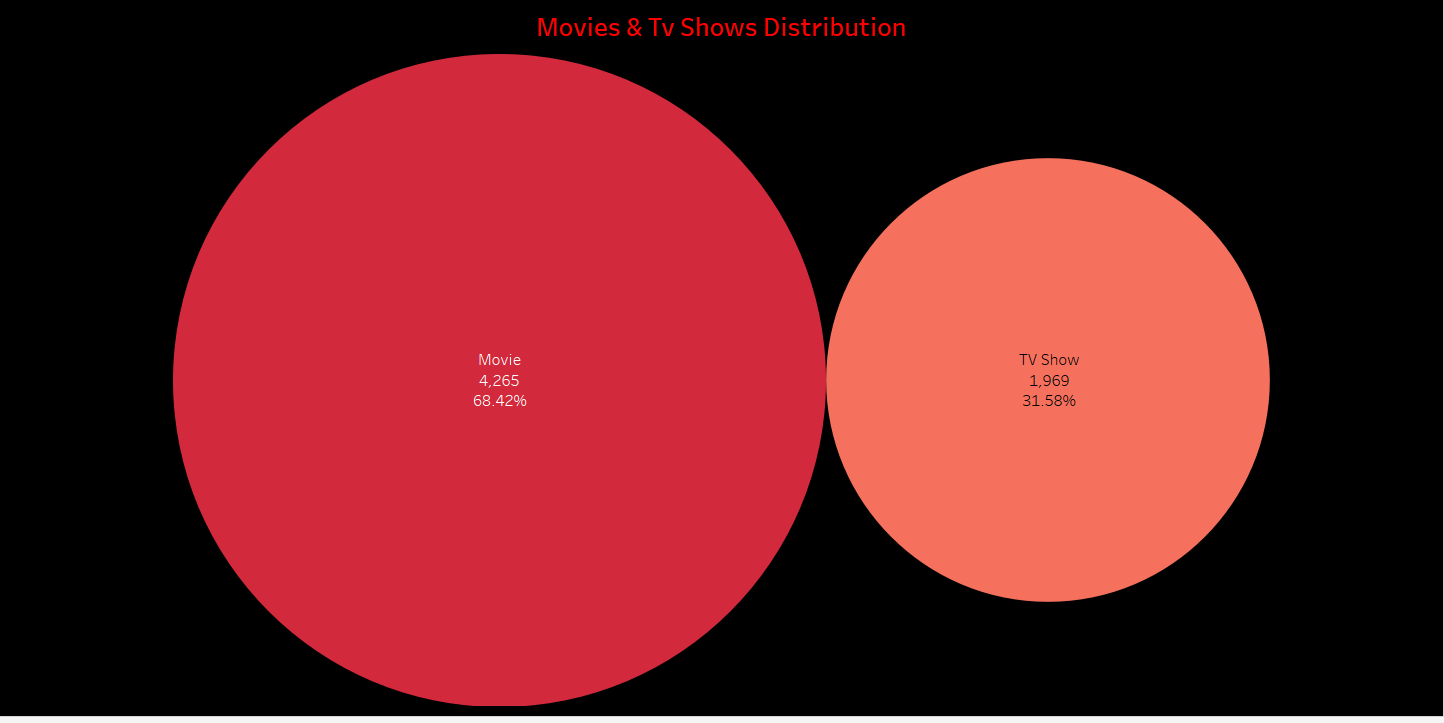 Movies & Tv Shows Distribution
Movie
4,265
68.42%
TV Show
1,969
31.58%